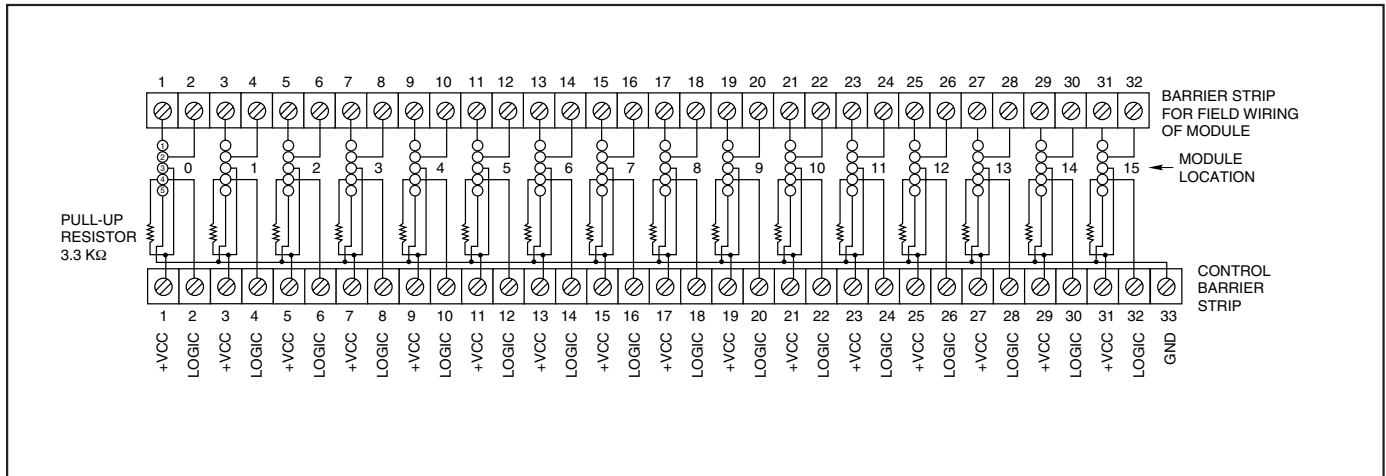 1 2 3 4 5 6 7 8 9 10 11 12 13 14 15 16 17 18 19 20 21 22 23 24 25 26 27 28 29 30 31 32
BARRIER STRIP
FOR FIELD WIRING
OF MODULE
1
2
3
4
5
0 1 2 3 4 5 6 7 8 9 10 11 12 13 14 15
MODULE
LOCATION
PULL-UP
RESISTOR
3.3 KΩ
CONTROL
BARRIER
STRIP
1 2 3 4 5 6 7 8 9 10 11 12 13 14 15 16 17 18 19 20 21 22 23 24 25 26 27 28 29 30 31 32 33
+VCC LOGIC +VCC LOGIC +VCC LOGIC +VCC LOGIC +VCC LOGIC +VCC LOGIC +VCC LOGIC +VCC LOGIC +VCC LOGIC +VCC LOGIC +VCC LOGIC +VCC LOGIC +VCC LOGIC +VCC LOGIC +VCC LOGIC +VCC LOGIC GND